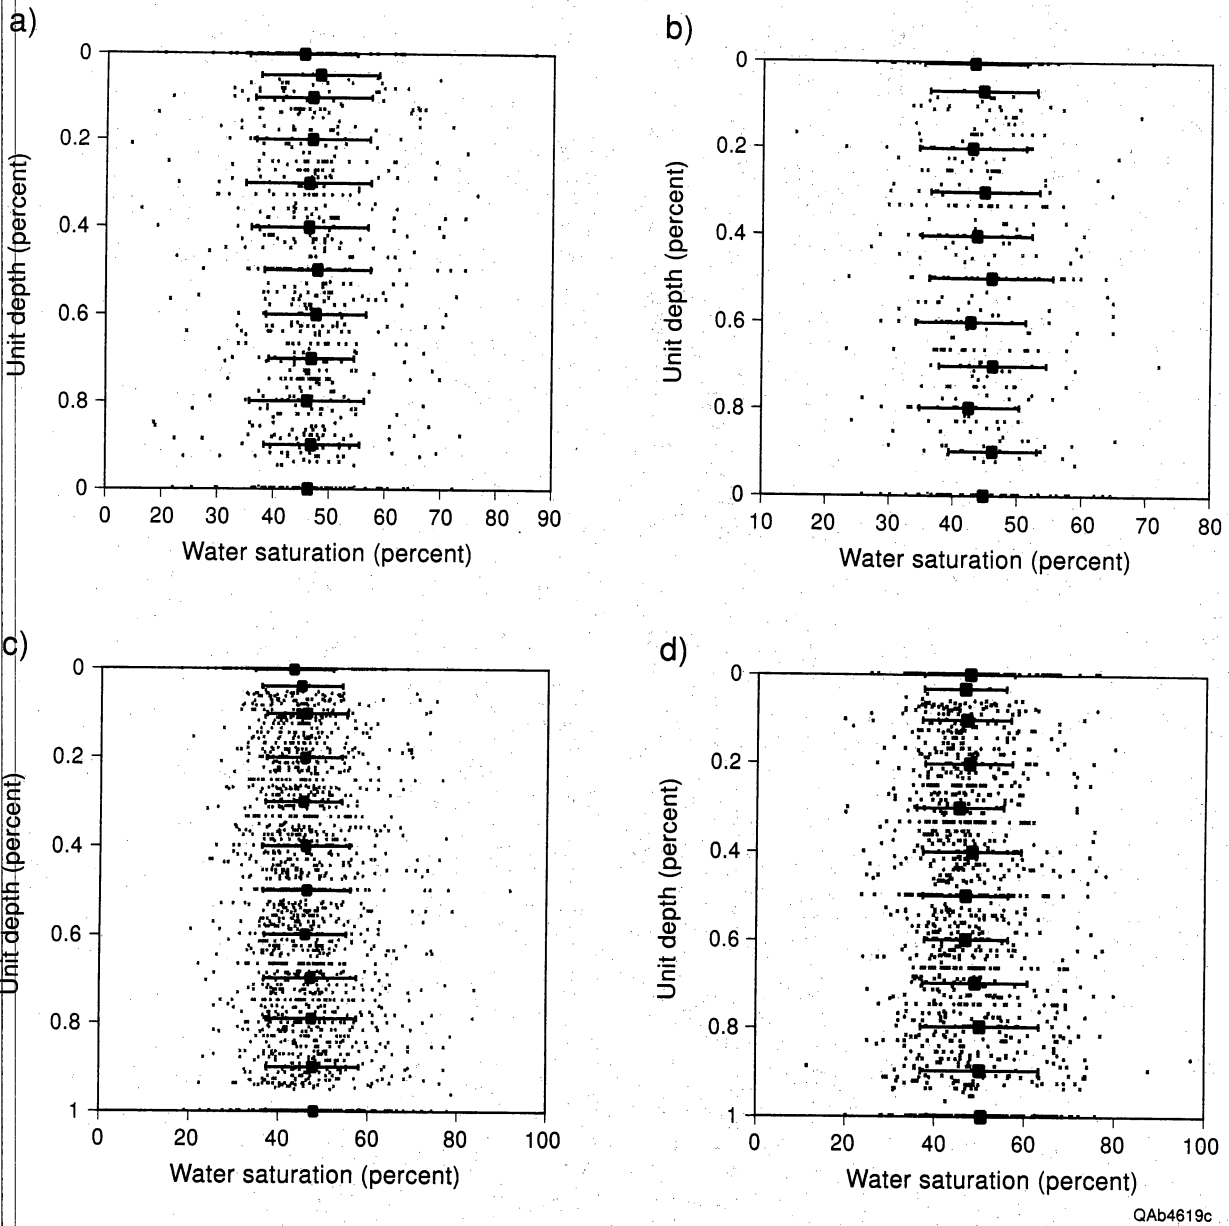 a)
0
0.2
0.4
0.6
0.8
0
Unit depth (percent)
0 20 30 40 50 60 70 80 90
Water saturation (percent)
b)
0
0.2
0.4
0.6
0.8
0
Unit depth (percent)
10 20 30 40 50 60 70 80
Water saturation (percent)
c)
0
0.2
0.4
0.6
0.8
1
Unit depth (percent)
0 20 40 60 80 100
Water saturation (percent)
d)
0
0.2
0.4
0.6
0.8
1
Unit depth (percent)
0 20 40 60 80 100
Water saturation (percent)
QAb4619c